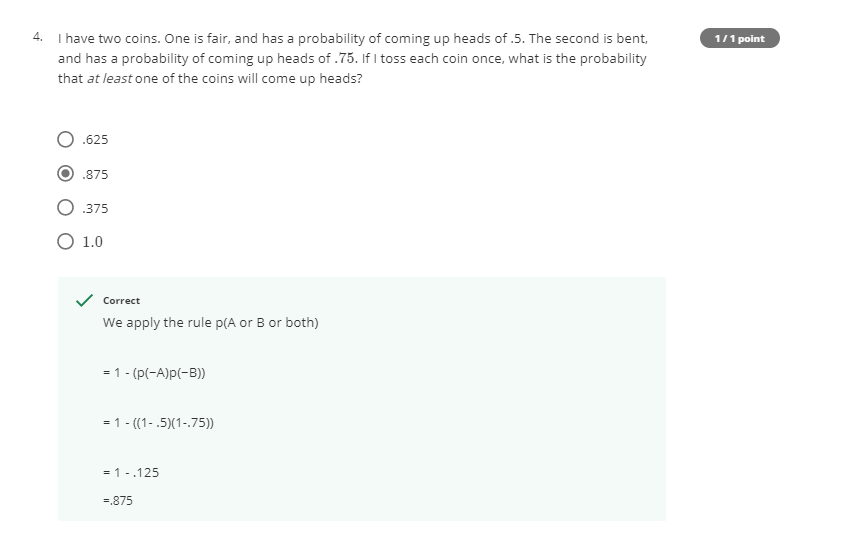 4. I have two coins. One is fair, and has a probability of coming up heads of .5. The second is bent,
1 / 1 point
and has a probability of coming up heads of .75. If I toss each coin once, what is the probability
that at least one of the coins will come up heads?
.625
.875
.375
1.0
Correct
We apply the rule p(A or B or both)
= 1 - (p(~A)p(~B))
= 1 - ((1- .5)(1-.75))
= 1 - .125
=.875